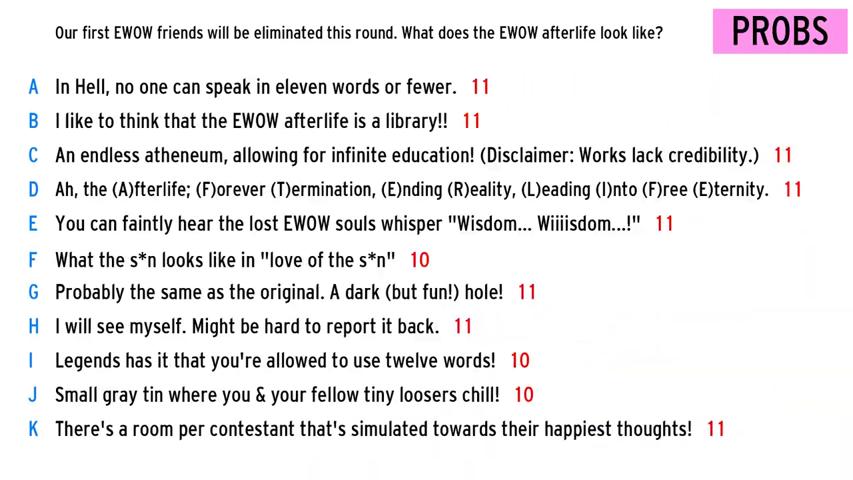 Our first EWOW friends will be eliminated this round. What does the EWOW afterlife look like?
PROBS
A In Hell, no one can speak in eleven words or fewer. 11
B I like to think that the EWOW afterlife is a library!! 11
C An endless atheneum, allowing for infinite education! (Disclaimer: Works lack credibility.) 11
D Ah, the (A)fterlife; (F)orever (T)ermination, (E)nding (R)eality, (L)eading (I)nto (F)ree (E)ternity. 11
E You can faintly hear the lost EWOW souls whisper "Wisdom... Wiiiisdom...!" 11
F What the s*n looks like in "love of the s*n" 10
G Probably the same as the original. A dark (but fun!) hole! 11
H I will see myself. Might be hard to report it back. 11
I Legends has it that you're allowed to use twelve words! 10
J Small gray tin where you & your fellow tiny loosers chill! 10
K There's a room per contestant that's simulated towards their happiest thoughts! 11